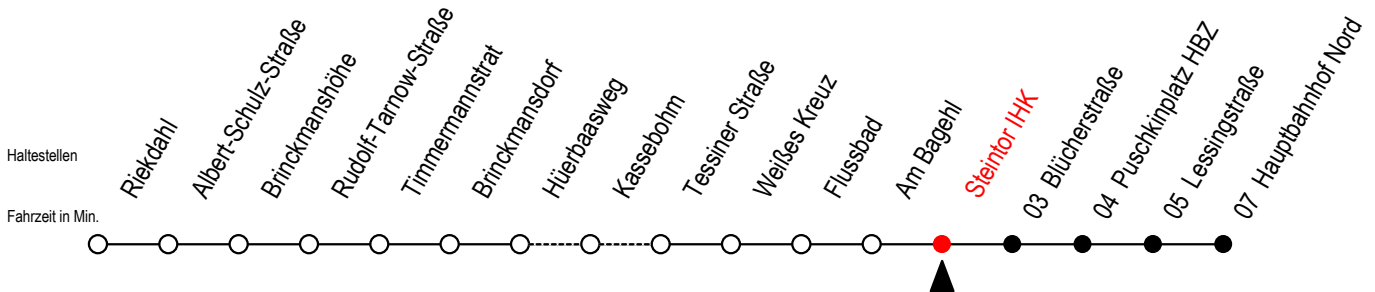 Haltestellen
Fahrzeit in Min.
Riekdahl
Albert-Schulz-Straße
Brinckmanshöhe
Rudolf-Tarnow-Straße
Timmermannstrat
Brinckmansdorf
Hüerbaasweg
Kassebohm
Tessiner Straße
Weißes Kreuz
Flussbad
Am Bagehl
Steintor IHK
03 Blücherstraße
04 Puschkinplatz HBZ
05 Lessingstraße
07 Hauptbahnhof Nord